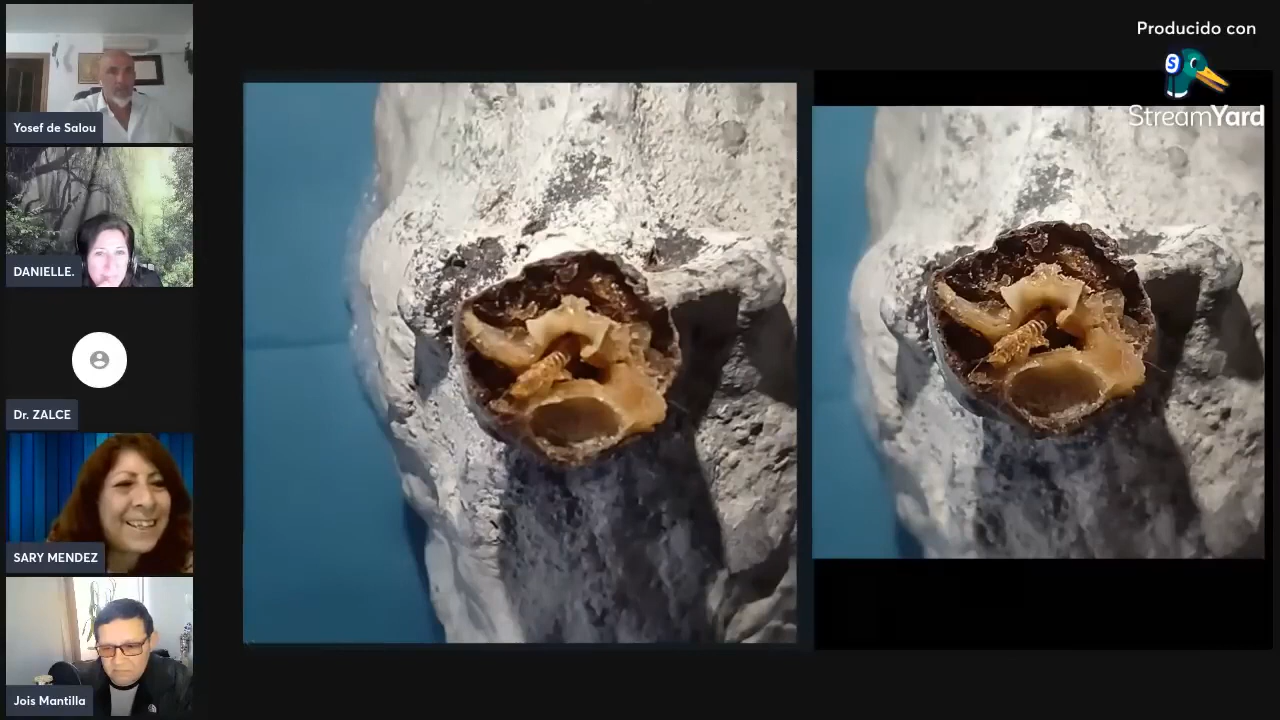 Producido con
StreamYard
Yosef de Salou
DANIELLE.
Dr. ZALCE
SARY MENDEZ
Jois Mantilla